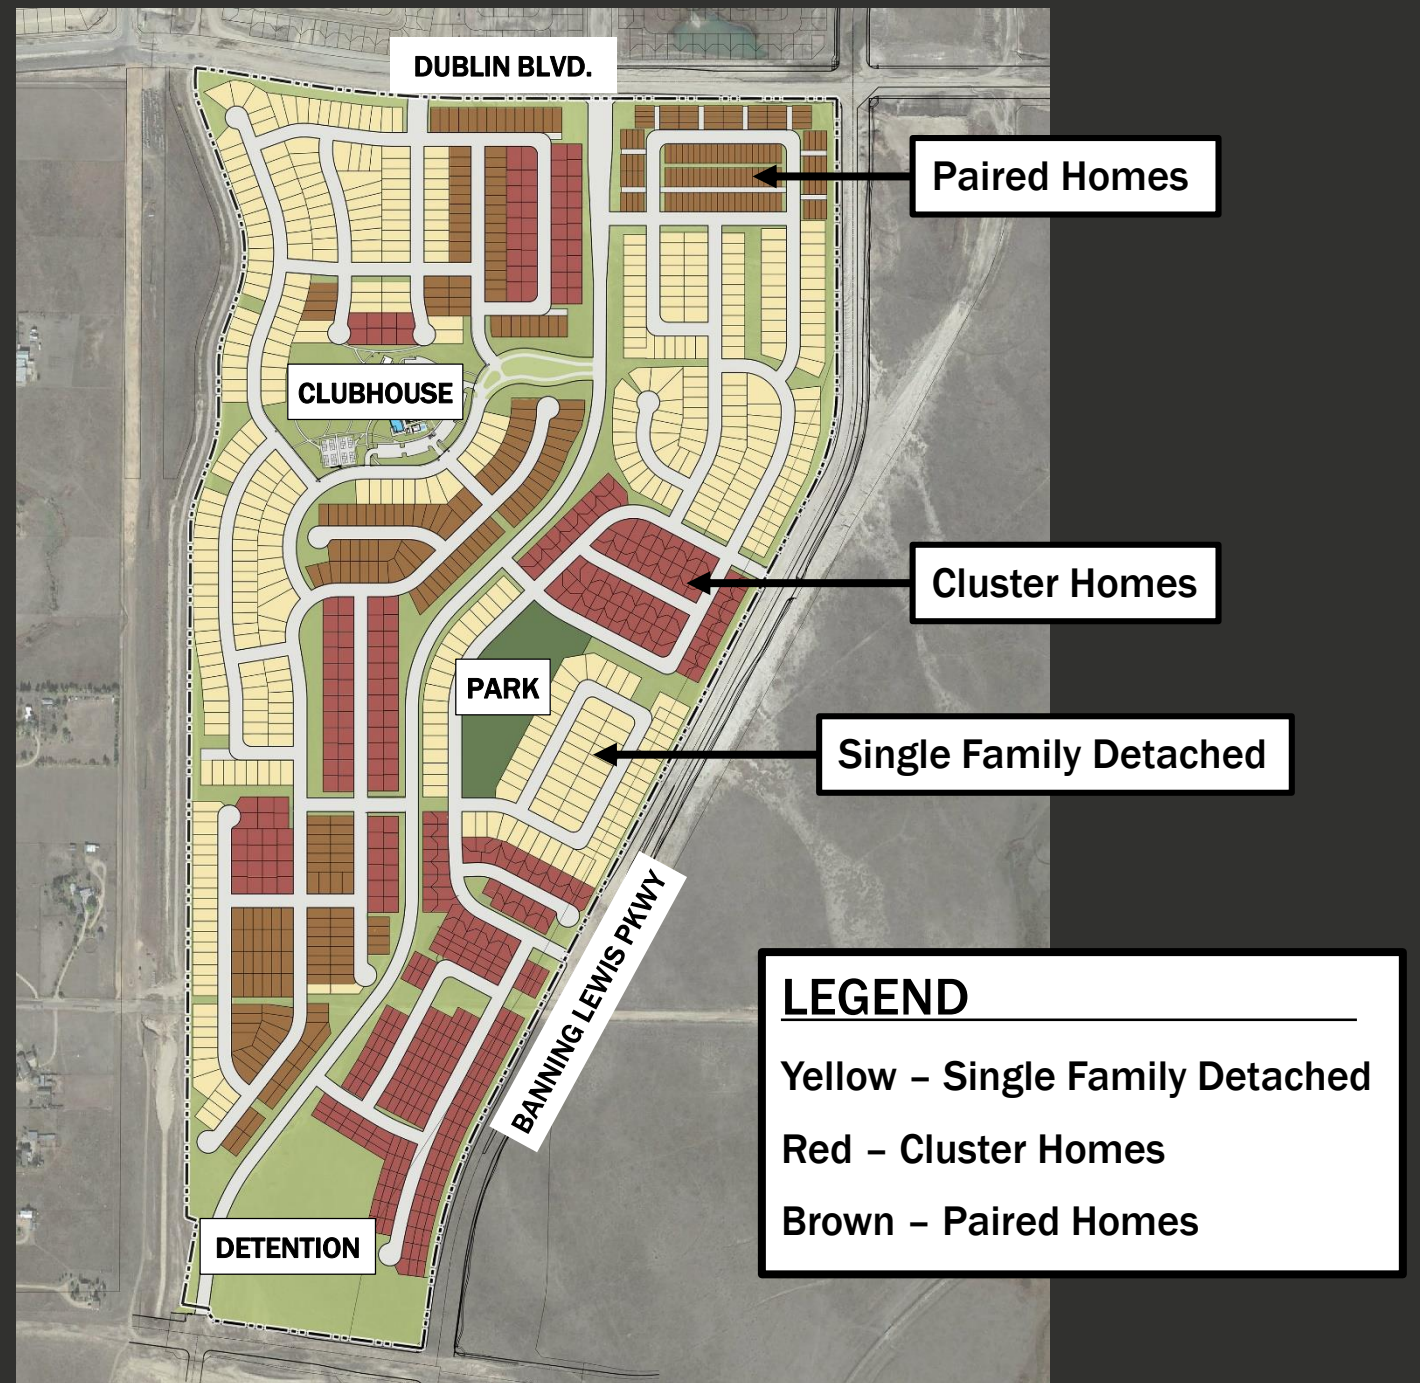 DUBLIN BLVD.
Paired Homes
CLUBHOUSE
Cluster Homes
PARK
Single Family Detached
BANNING LEWIS PKWY
LEGEND
Yellow – Single Family Detached
Red – Cluster Homes
Brown – Paired Homes
DETENTION